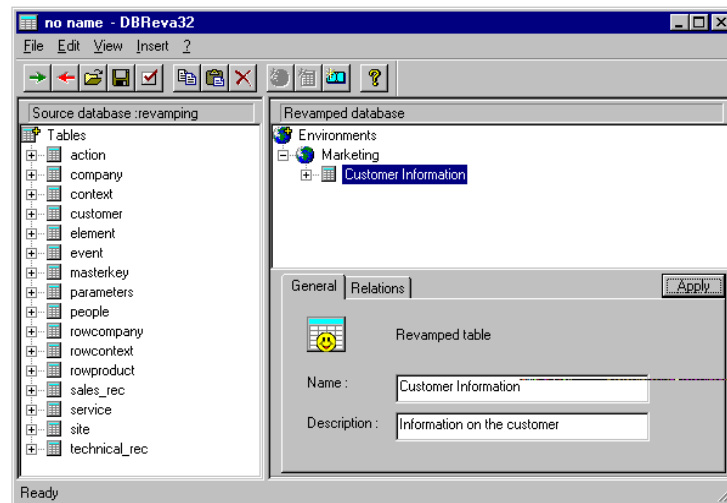 no name - DBReva32
File Edit View Insert ?
Source database :revamping
Tables
action
company
context
customer
element
event
masterkey
parameters
people
rowcompany
rowcontext
rowproduct
sales_rec
service
site
technical_rec
Revamped database
Environments
Marketing
Customer Information
General Relations Apply
Revamped table
Name : Customer Information
Description : Information on the customer
Ready